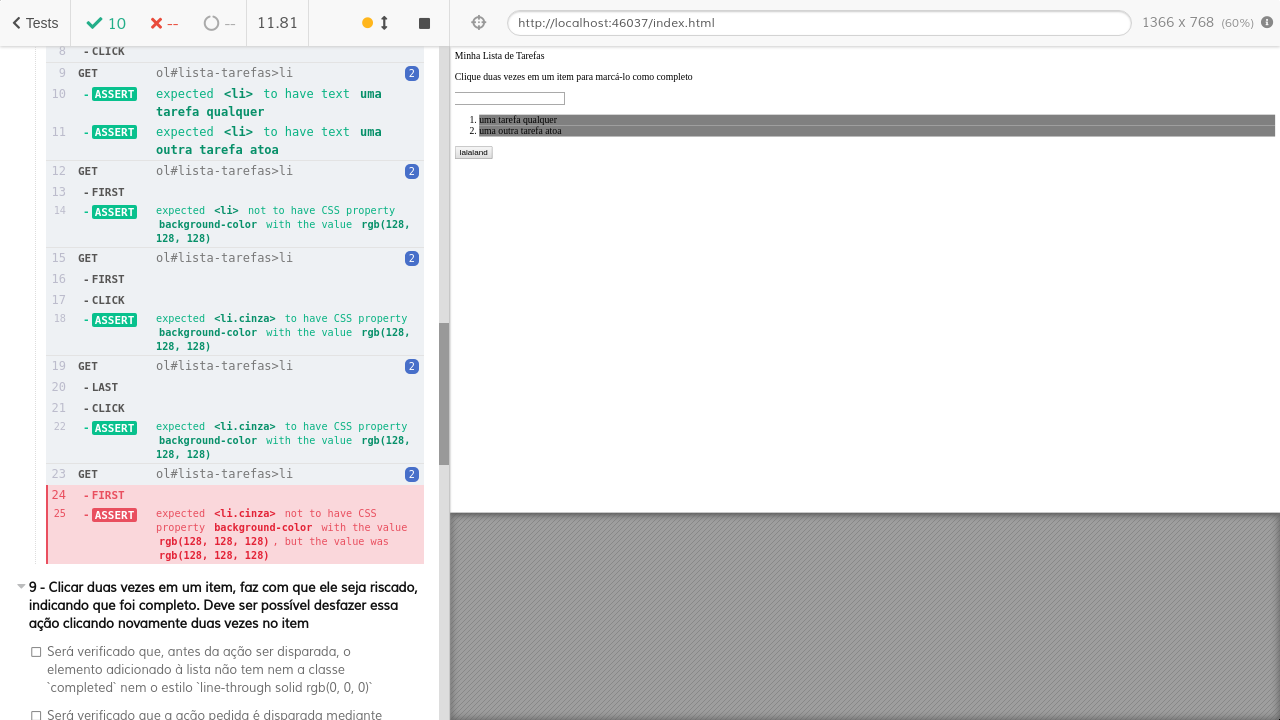 Tests
10
--
--
11.81
8 -CLICK
9 GET ol#lista-tarefas>li 2
10 -ASSERT expected <li> to have text uma
tarefa qualquer
11 -ASSERT expected <li> to have text uma
outra tarefa atoa
12 GET ol#lista-tarefas>li 2
13 -FIRST
14 -ASSERT expected <li> not to have CSS property
background-color with the value rgb(128,
128, 128)
15 GET ol#lista-tarefas>li 2
16 -FIRST
17 -CLICK
18 -ASSERT expected <li.cinza> to have CSS property
background-color with the value rgb(128,
128, 128)
19 GET ol#lista-tarefas>li 2
20 -LAST
21 -CLICK
22 -ASSERT expected <li.cinza> to have CSS property
background-color with the value rgb(128,
128, 128)
23 GET ol#lista-tarefas>li 2
24 -FIRST
25 -ASSERT expected <li.cinza> not to have CSS
property background-color with the value
rgb(128, 128, 128), but the value was
rgb(128, 128, 128)
9 - Clicar duas vezes em um item, faz com que ele seja riscado,
indicando que foi completo. Deve ser possível desfazer essa
ação clicando novamente duas vezes no item
Será verificado que, antes da ação ser disparada, o
elemento adicionado à lista não tem nem a classe
`completed` nem o estilo `line-through solid rgb(0, 0, 0)`
Será verificado que a ação pedida é disparada mediante
http://localhost:46037/index.html
1366 x 768 (60%)
Minha Lista de Tarefas
Clique duas vezes em um item para marcá-lo como completo
1. uma tarefa qualquer
2. uma outra tarefa atoa
lalaland